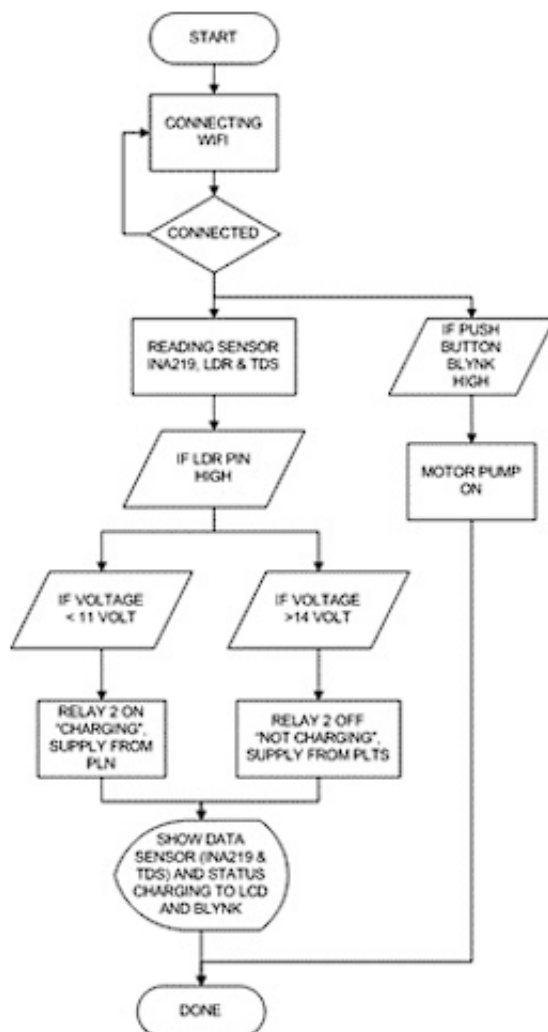 START
CONNECTING
WIFI
CONNECTED
READING SENSOR
INA219, LDR & TDS
IF PUSH
BUTTON
BLYNK
HIGH
IF LDR PIN
HIGH
MOTOR PUMP
ON
IF VOLTAGE
< 11 VOLT
IF VOLTAGE
>14 VOLT
RELAY 2 ON
"CHARGING",
SUPPLY FROM
PLN
RELAY 2 OFF
"NOT CHARGING",
SUPPLY FROM PLTS
SHOW DATA
SENSOR (INA219 &
TDS) AND STATUS
CHARGING TO LCD
AND BLYNK
DONE